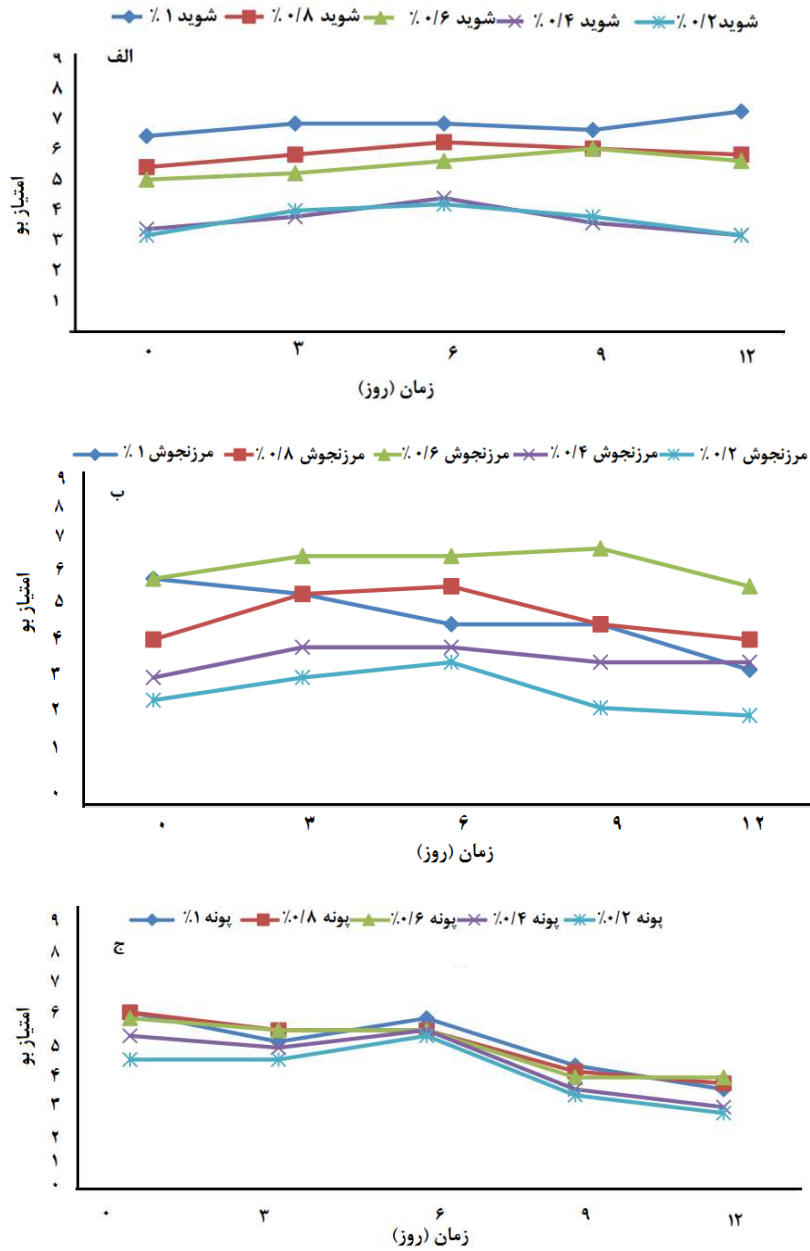 شوید ۱ ٪ شوید ۰/۸ ٪ شوید ۰/۶ ٪ شوید ۰/۴ ٪ شوید ۰/۲ ٪
الف
۹
۸
۷
۶
۵
۴
۳
۲
۱
امتیاز بو
۰ ۳ ۶ ۹ ۱۲
زمان (روز)
مرزنجوش ۱ ٪ مرزنجوش ۰/۸ ٪ مرزنجوش ۰/۶ ٪ مرزنجوش ۰/۴ ٪ مرزنجوش ۰/۲ ٪
ب
۹
۸
۷
۶
۵
۴
۳
۲
۱
۰
امتیاز بو
۰ ۳ ۶ ۹ ۱۲
زمان (روز)
پونه ۱٪ پونه ۰/۸٪ پونه ۰/۶٪ پونه ۰/۴٪ پونه ۰/۲٪
ج
۹
۸
۷
۶
۵
۴
۳
۲
۱
۰
امتیاز بو
۰ ۳ ۶ ۹ ۱۲
زمان (روز)